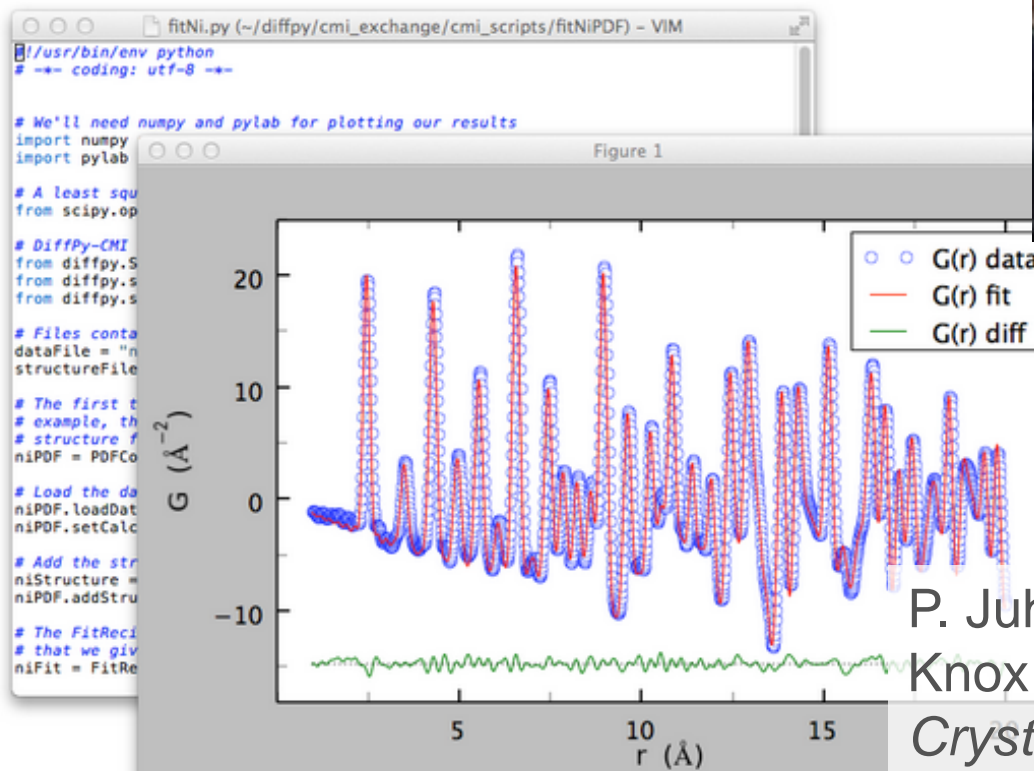 fitNi.py (~/diffpy/cmi_exchange/cmi_scripts/fitNiPDF) – VIM
#!/usr/bin/env python
# -*- coding: utf-8 -*-
# We'll need numpy and pylab for plotting our results
import numpy
import pylab
# A least squ
from scipy.op
# DiffPy-CMI
from diffpy.S
from diffpy.s
from diffpy.s
# Files conta
dataFile = "n
structureFile
# The first t
# example, th
# structure f
niPDF = PDFCo
# Load the da
niPDF.loadDat
niPDF.setCalc
# Add the str
niStructure =
niPDF.addStru
# The FitReci
# that we giv
niFit = FitRe
Figure 1
G(r) data
G(r) fit
G(r) diff
20
10
0
−10
G (Å⁻²)
5
10
15
20
r (Å)
P. Juh
Knox
Cryst